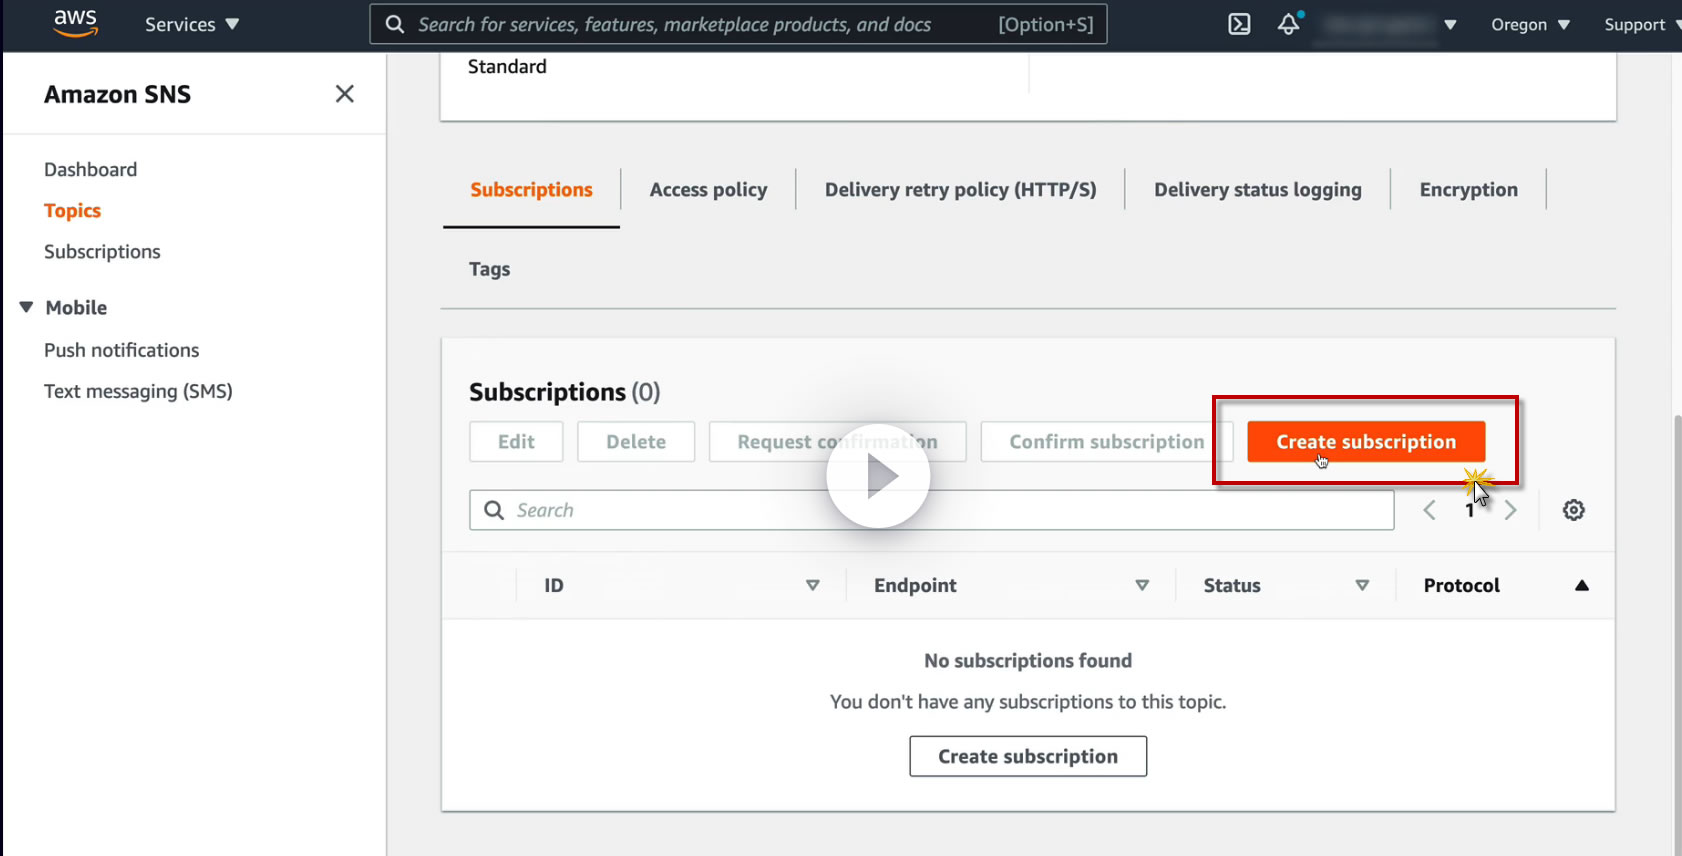 aws
Services
Search for services, features, marketplace products, and docs [Option+S]
Oregon
Support
Amazon SNS
Dashboard
Topics
Subscriptions
Mobile
Push notifications
Text messaging (SMS)
Standard
Subscriptions
Access policy
Delivery retry policy (HTTP/S)
Delivery status logging
Encryption
Tags
Subscriptions (0)
Edit
Delete
Request confirmation
Confirm subscription
Create subscription
Search
1
ID
Endpoint
Status
Protocol
No subscriptions found
You don't have any subscriptions to this topic.
Create subscription